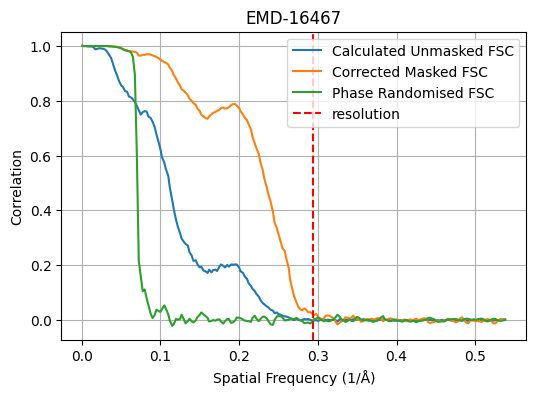 EMD-16467
Calculated Unmasked FSC
Corrected Masked FSC
Phase Randomised FSC
resolution
Correlation
1.0
0.8
0.6
0.4
0.2
0.0
0.0 0.1 0.2 0.3 0.4 0.5
Spatial Frequency (1/Å)